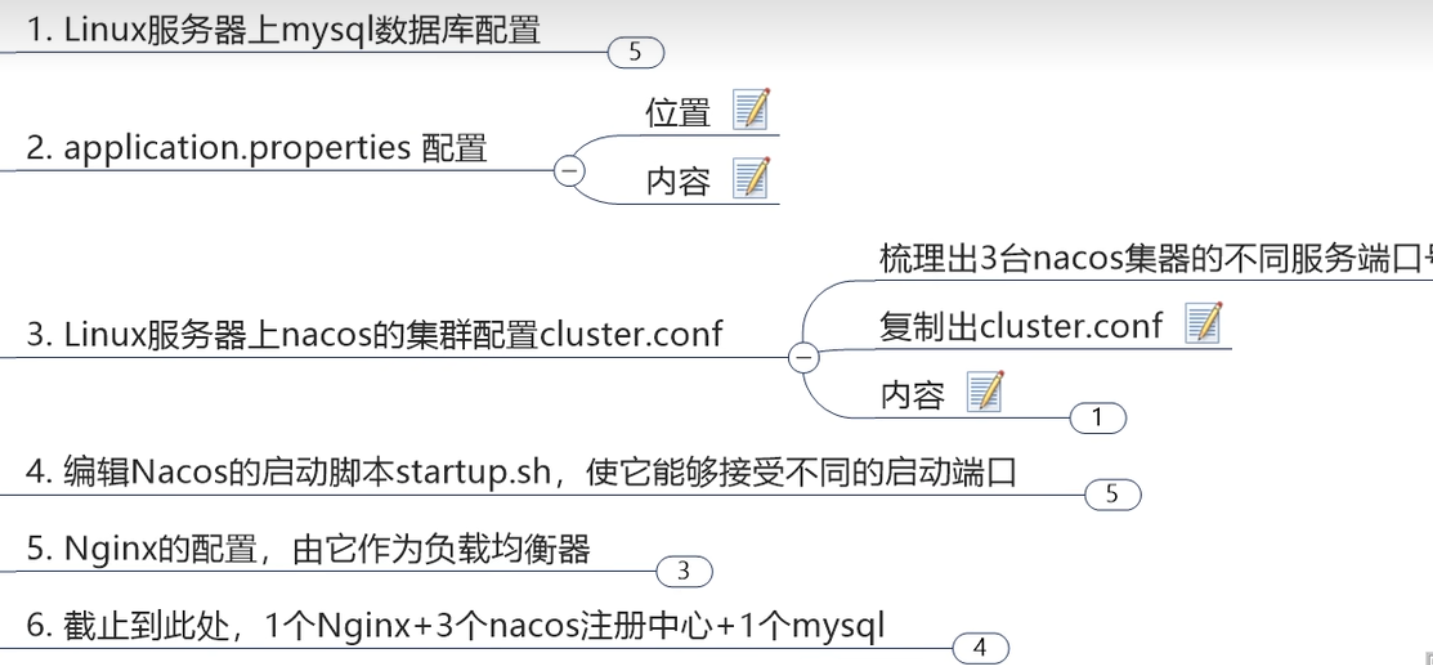 1. Linux服务器上mysql数据库配置
5
2. application.properties 配置
位置
内容
3. Linux服务器上nacos的集群配置cluster.conf
梳理出3台nacos集器的不同服务端口
复制出cluster.conf
内容
1
4. 编辑Nacos的启动脚本startup.sh，使它能够接受不同的启动端口
5
5. Nginx的配置，由它作为负载均衡器
3
6. 截止到此处，1个Nginx+3个nacos注册中心+1个mysql
4